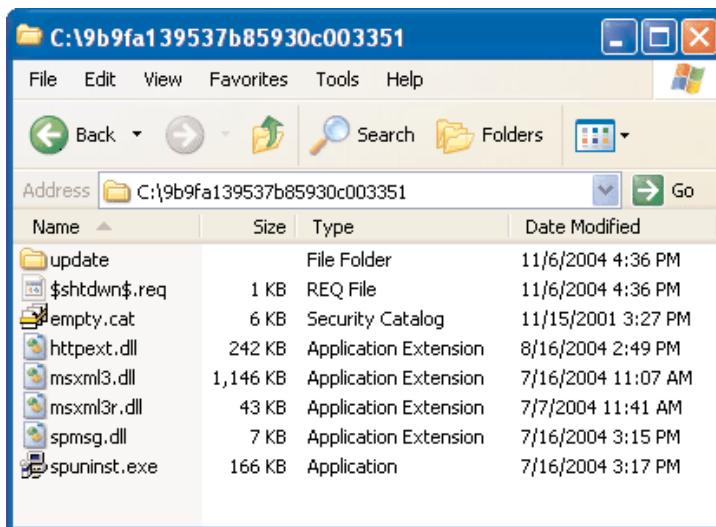 C:\9b9fa139537b85930c003351
File Edit View Favorites Tools Help
Back Search Folders
Address C:\9b9fa139537b85930c003351 Go
Name Size Type Date Modified
update File Folder 11/6/2004 4:36 PM
$shtdwn$.req 1 KB REQ File 11/6/2004 4:36 PM
empty.cat 6 KB Security Catalog 11/15/2001 3:27 PM
httpext.dll 242 KB Application Extension 8/16/2004 2:49 PM
msxml3.dll 1,146 KB Application Extension 7/16/2004 11:07 AM
msxml3r.dll 43 KB Application Extension 7/7/2004 11:41 AM
spmsg.dll 7 KB Application Extension 7/16/2004 3:15 PM
spuninst.exe 166 KB Application 7/16/2004 3:17 PM